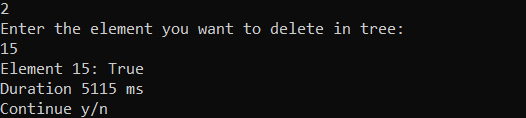 2
Enter the element you want to delete in tree:
15
Element 15: True
Duration 5115 ms
Continue y/n